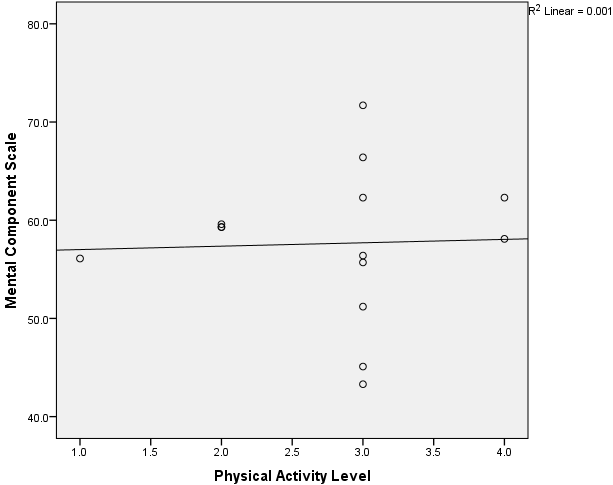 R2 Linear = 0.001
80.0
70.0
60.0
50.0
40.0
Mental Component Scale
1.0 1.5 2.0 2.5 3.0 3.5 4.0
Physical Activity Level